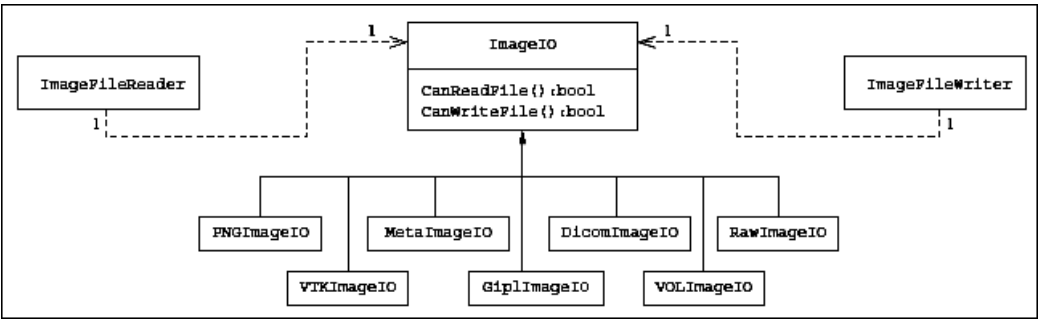 1
ImageIO
1
ImageFileReader
ImageFileWriter
CanReadFile():bool
CanWriteFile():bool
1
1
PNGImageIO
MetaImageIO
DicomImageIO
RawImageIO
VTKImageIO
GiplImageIO
VOLImageIO